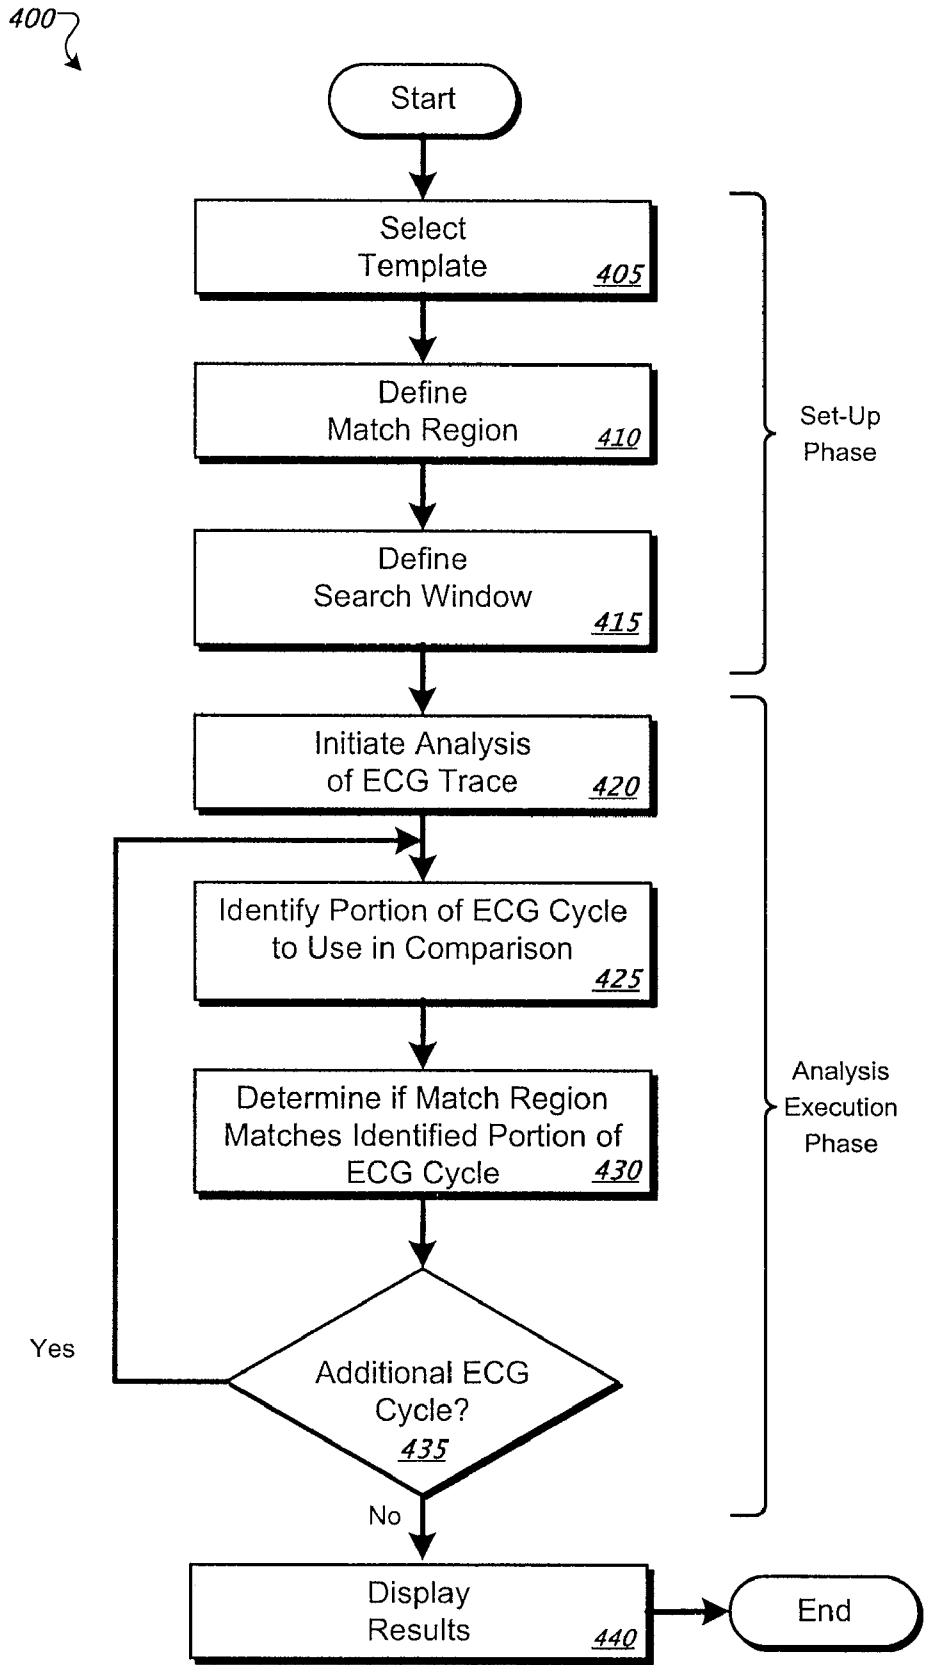 400
Start
Select
Template
405
Define
Match Region
410
Set-Up
Phase
Define
Search Window
415
Initiate Analysis
of ECG Trace
420
Identify Portion of ECG Cycle
to Use in Comparison
425
Determine if Match Region
Matches Identified Portion of
ECG Cycle
430
Analysis
Execution
Phase
Yes
Additional ECG
Cycle?
435
No
Display
Results
440
End